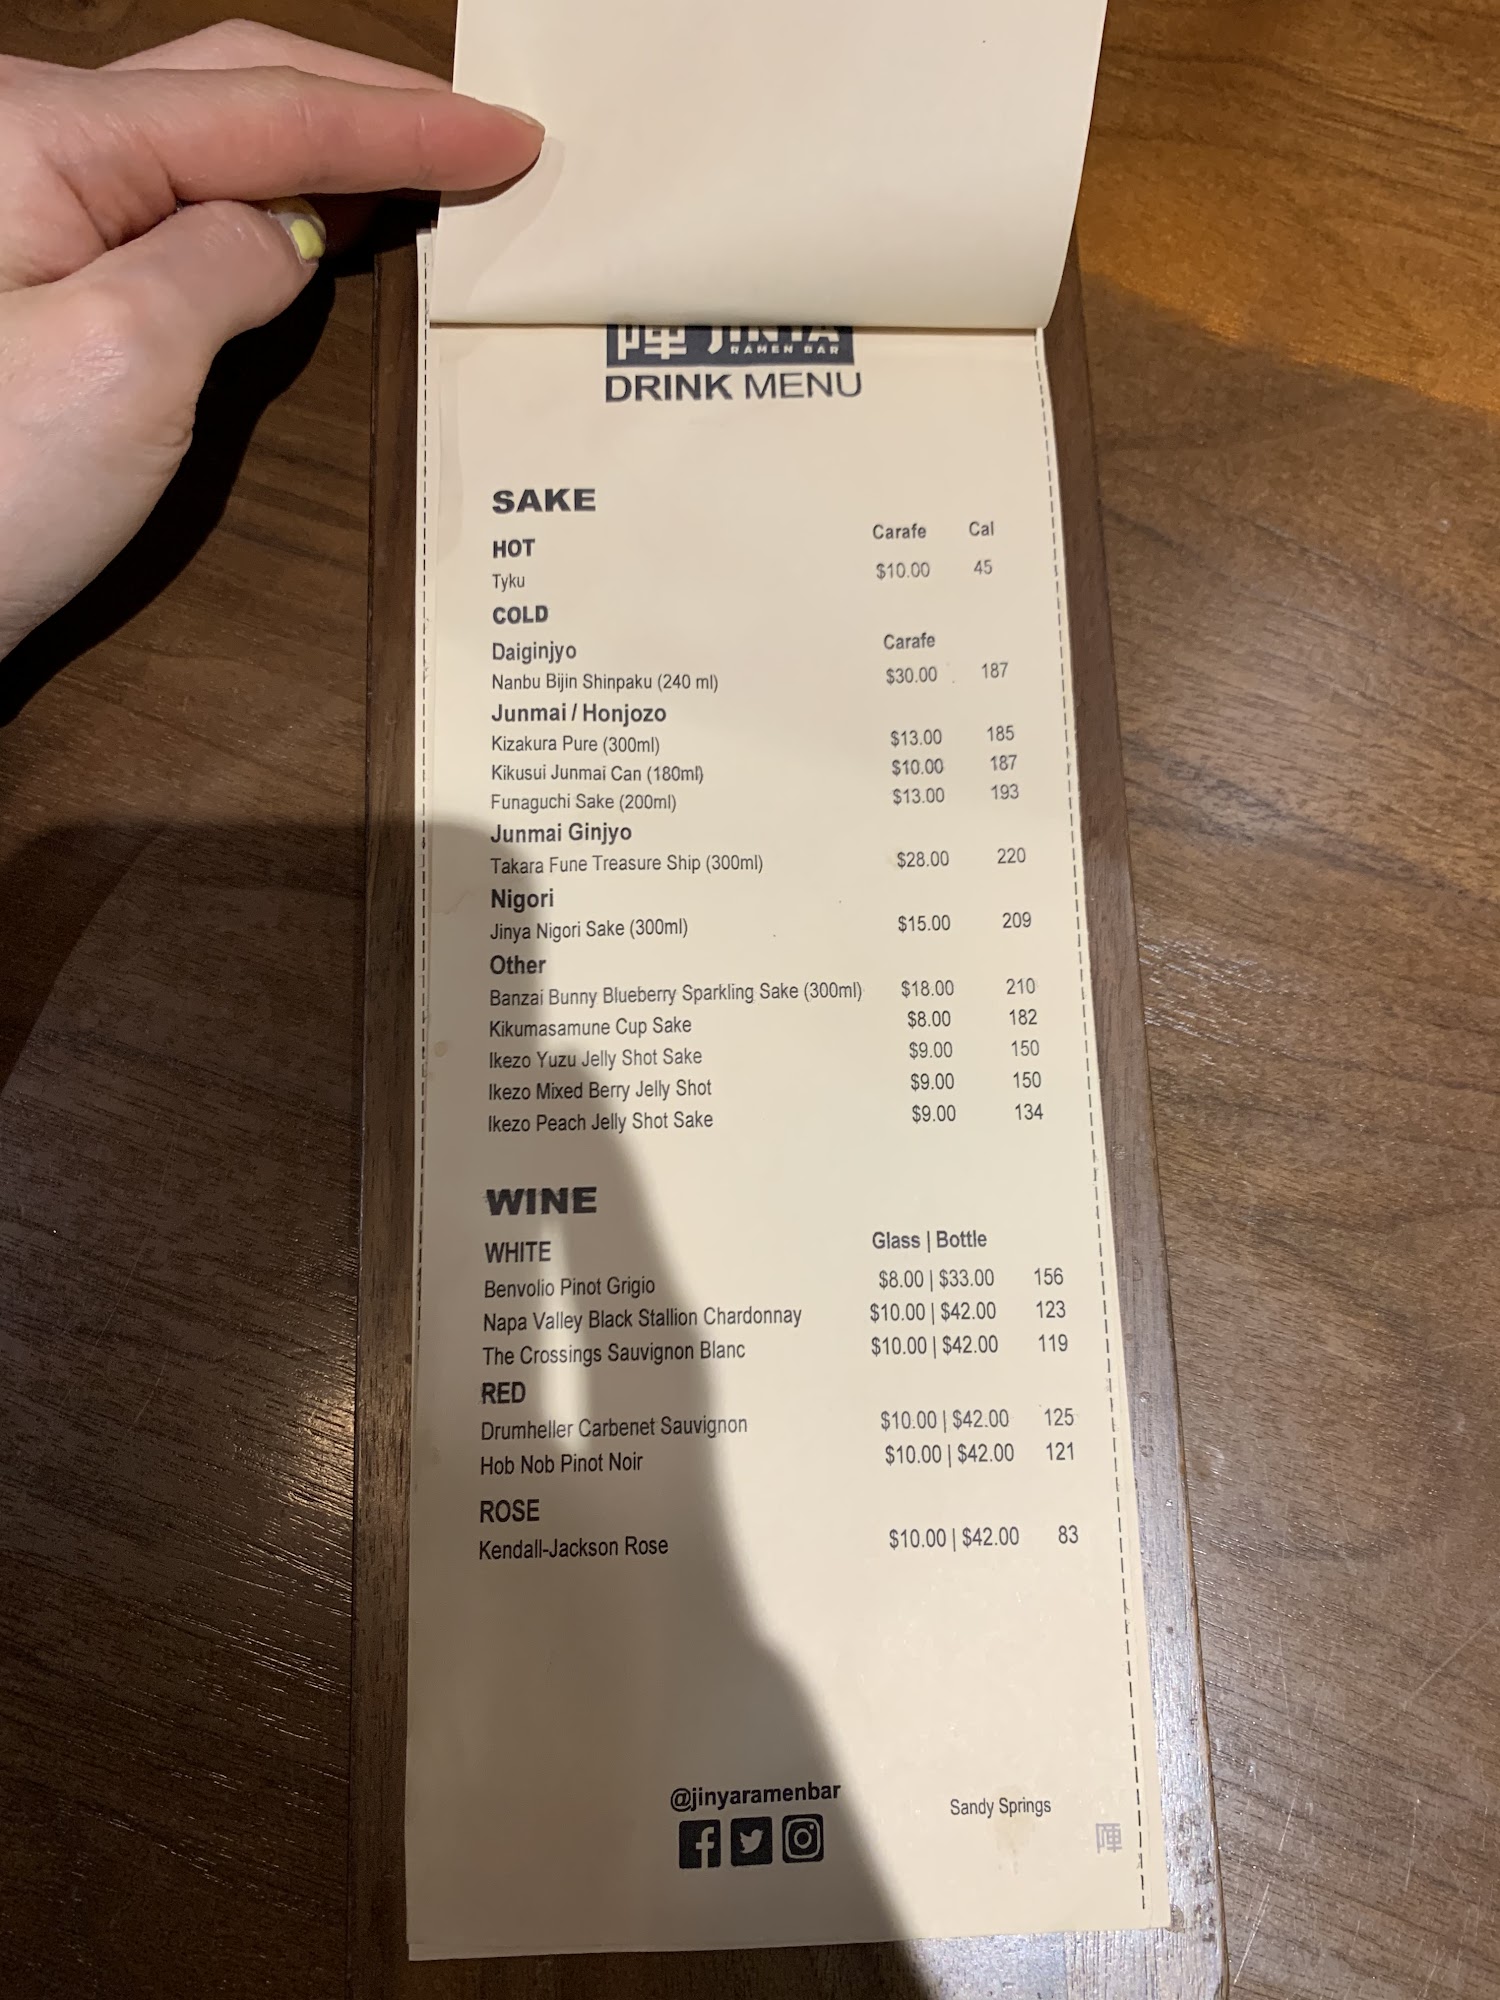 陣 JINYA
RAMEN BAR
DRINK MENU
SAKE
Carafe Cal
HOT
Tyku $10.00 45
COLD
Daiginjyo Carafe
Nanbu Bijin Shinpaku (240 ml) $30.00 187
Junmai / Honjozo
Kizakura Pure (300ml) $13.00 185
Kikusui Junmai Can (180ml) $10.00 187
Funaguchi Sake (200ml) $13.00 193
Junmai Ginjyo
Takara Fune Treasure Ship (300ml) $28.00 220
Nigori
Jinya Nigori Sake (300ml) $15.00 209
Other
Banzai Bunny Blueberry Sparkling Sake (300ml) $18.00 210
Kikumasamune Cup Sake $8.00 182
Ikezo Yuzu Jelly Shot Sake $9.00 150
Ikezo Mixed Berry Jelly Shot $9.00 150
Ikezo Peach Jelly Shot Sake $9.00 134
WINE
WHITE Glass | Bottle
Benvolio Pinot Grigio $8.00 | $33.00 156
Napa Valley Black Stallion Chardonnay $10.00 | $42.00 123
The Crossings Sauvignon Blanc $10.00 | $42.00 119
RED
Drumheller Carbenet Sauvignon $10.00 | $42.00 125
Hob Nob Pinot Noir $10.00 | $42.00 121
ROSE
Kendall-Jackson Rose $10.00 | $42.00 83
@jinyaramenbar
Sandy Springs
陣